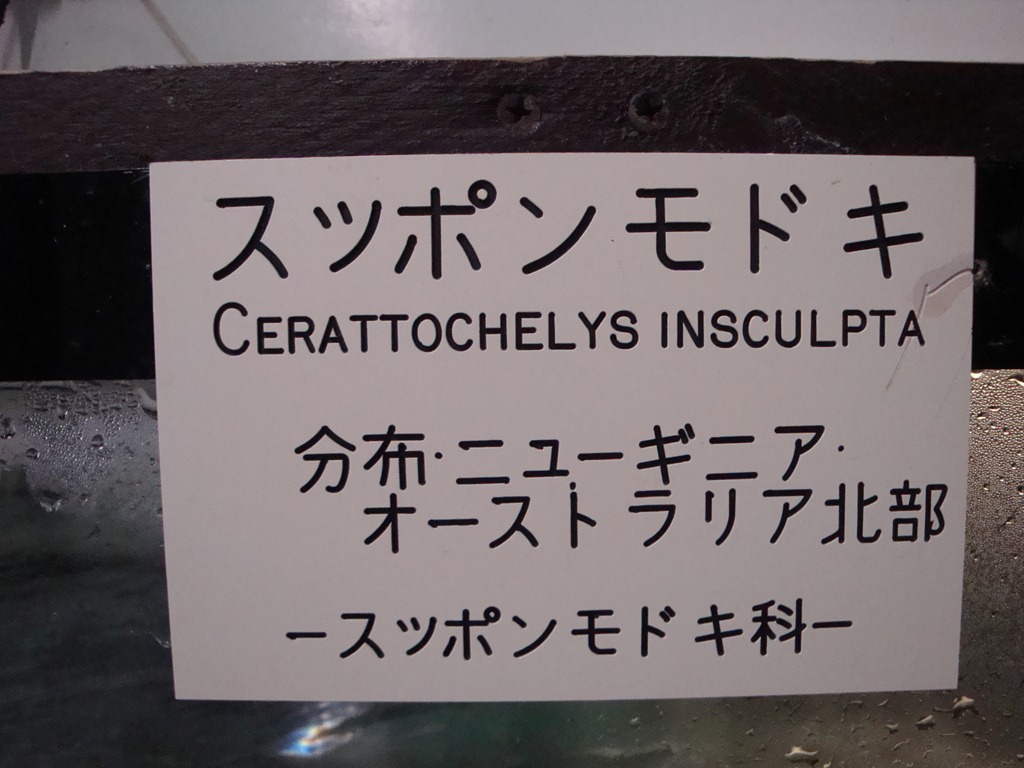 スッポンモドキ
CERATTOCHELYS INSCULPTA
分布・ニューギニア・
オーストラリア北部
ースッポンモドキ科ー